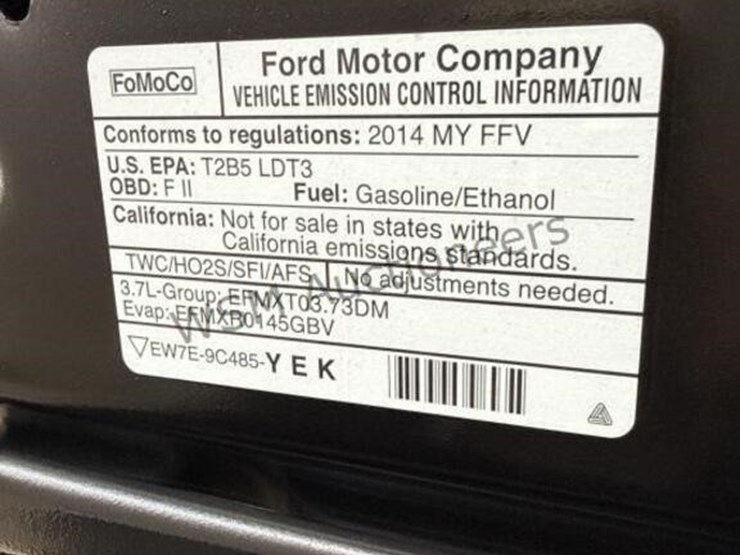 FoMoCo
Ford Motor Company
VEHICLE EMISSION CONTROL INFORMATION
Conforms to regulations: 2014 MY FFV
U.S. EPA: T2B5 LDT3
OBD: F II Fuel: Gasoline/Ethanol
California: Not for sale in states with
California emissions standards.
TWC/HO2S/SFI/AFS No adjustments needed.
3.7L-Group: EFMXT03.73DM
Evap: EFMXR0145GBV
EW7E-9C485-Y E K
WSM Auctioneers